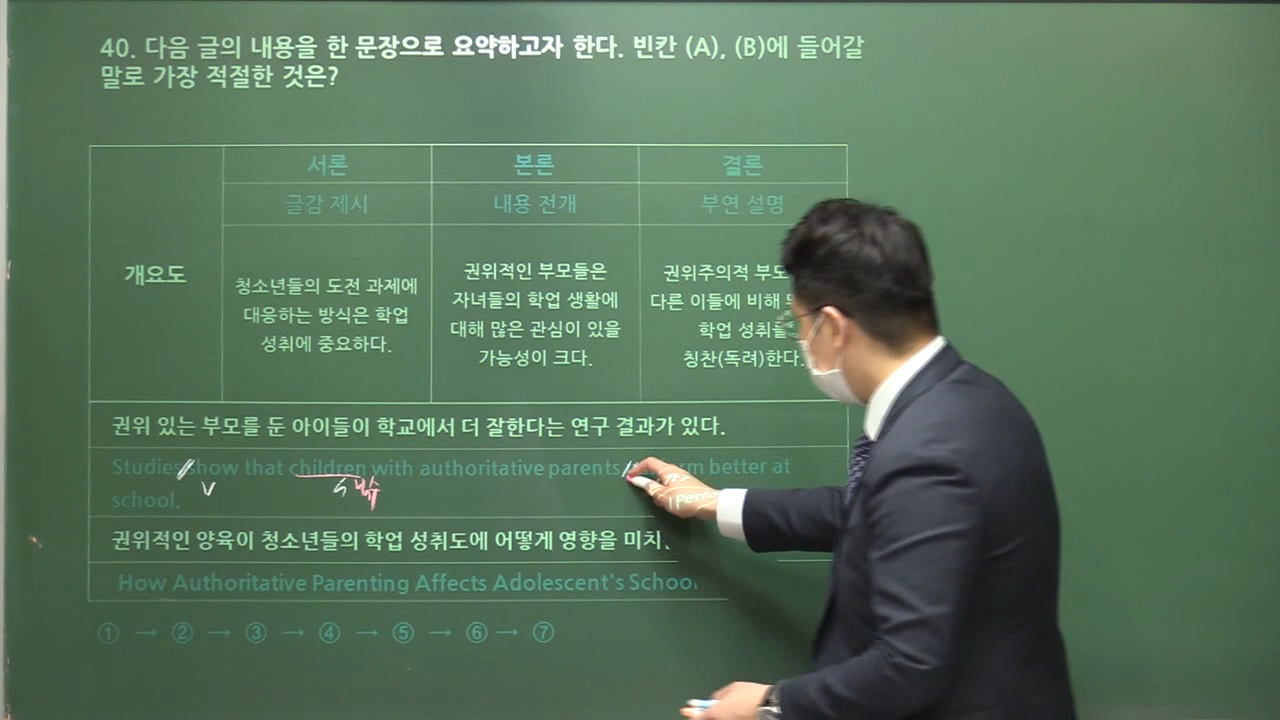 40. 다음 글의 내용을 한 문장으로 요약하고자 한다. 빈칸 (A), (B)에 들어갈
말로 가장 적절한 것은?
서론 본론 결론
글감 제시 내용 전개 부연 설명
개요도
청소년들의 도전 과제에
대응하는 방식은 학업
성취에 중요하다.
권위적인 부모들은
자녀들의 학업 생활에
대해 많은 관심이 있을
가능성이 크다.
권위주의적
다른 이들에 비해
학업
칭찬(독려)한다.
권위 있는 부모를 둔 아이들이 학교에서 더 잘한다는 연구 결과가 있다.
Studies show that children with authoritative parents better at
school.
V S 복수
권위적인 양육이 청소년들의 학업 성취도에 어떻게 영향을
How Authoritative Parenting Affects Adolescent's School
① → ② → ③ → ④ → ⑤ → ⑥ → ⑦